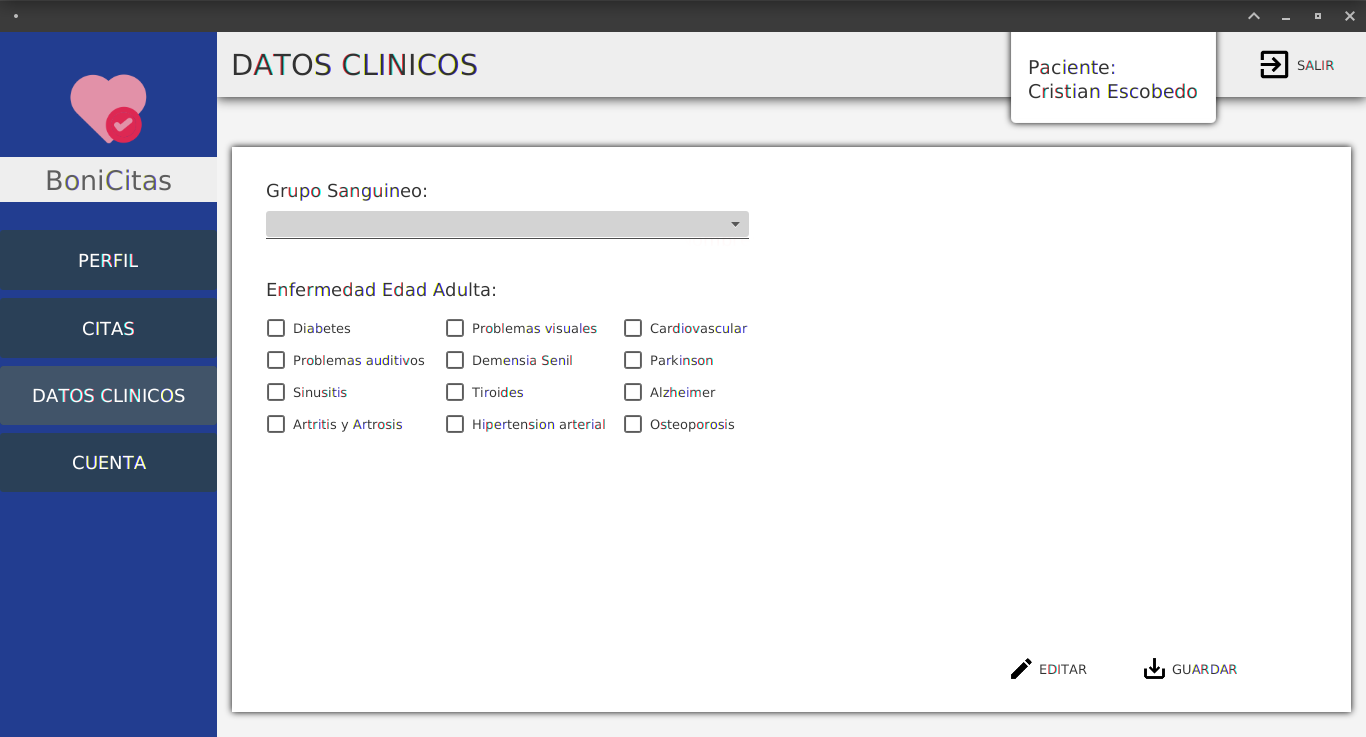 DATOS CLINICOS
Paciente:
Cristian Escobedo
SALIR
BoniCitas
PERFIL
CITAS
DATOS CLINICOS
CUENTA
Grupo Sanguineo:
Enfermedad Edad Adulta:
Diabetes Problemas visuales Cardiovascular
Problemas auditivos Demensia Senil Parkinson
Sinusitis Tiroides Alzheimer
Artritis y Artrosis Hipertension arterial Osteoporosis
EDITAR GUARDAR